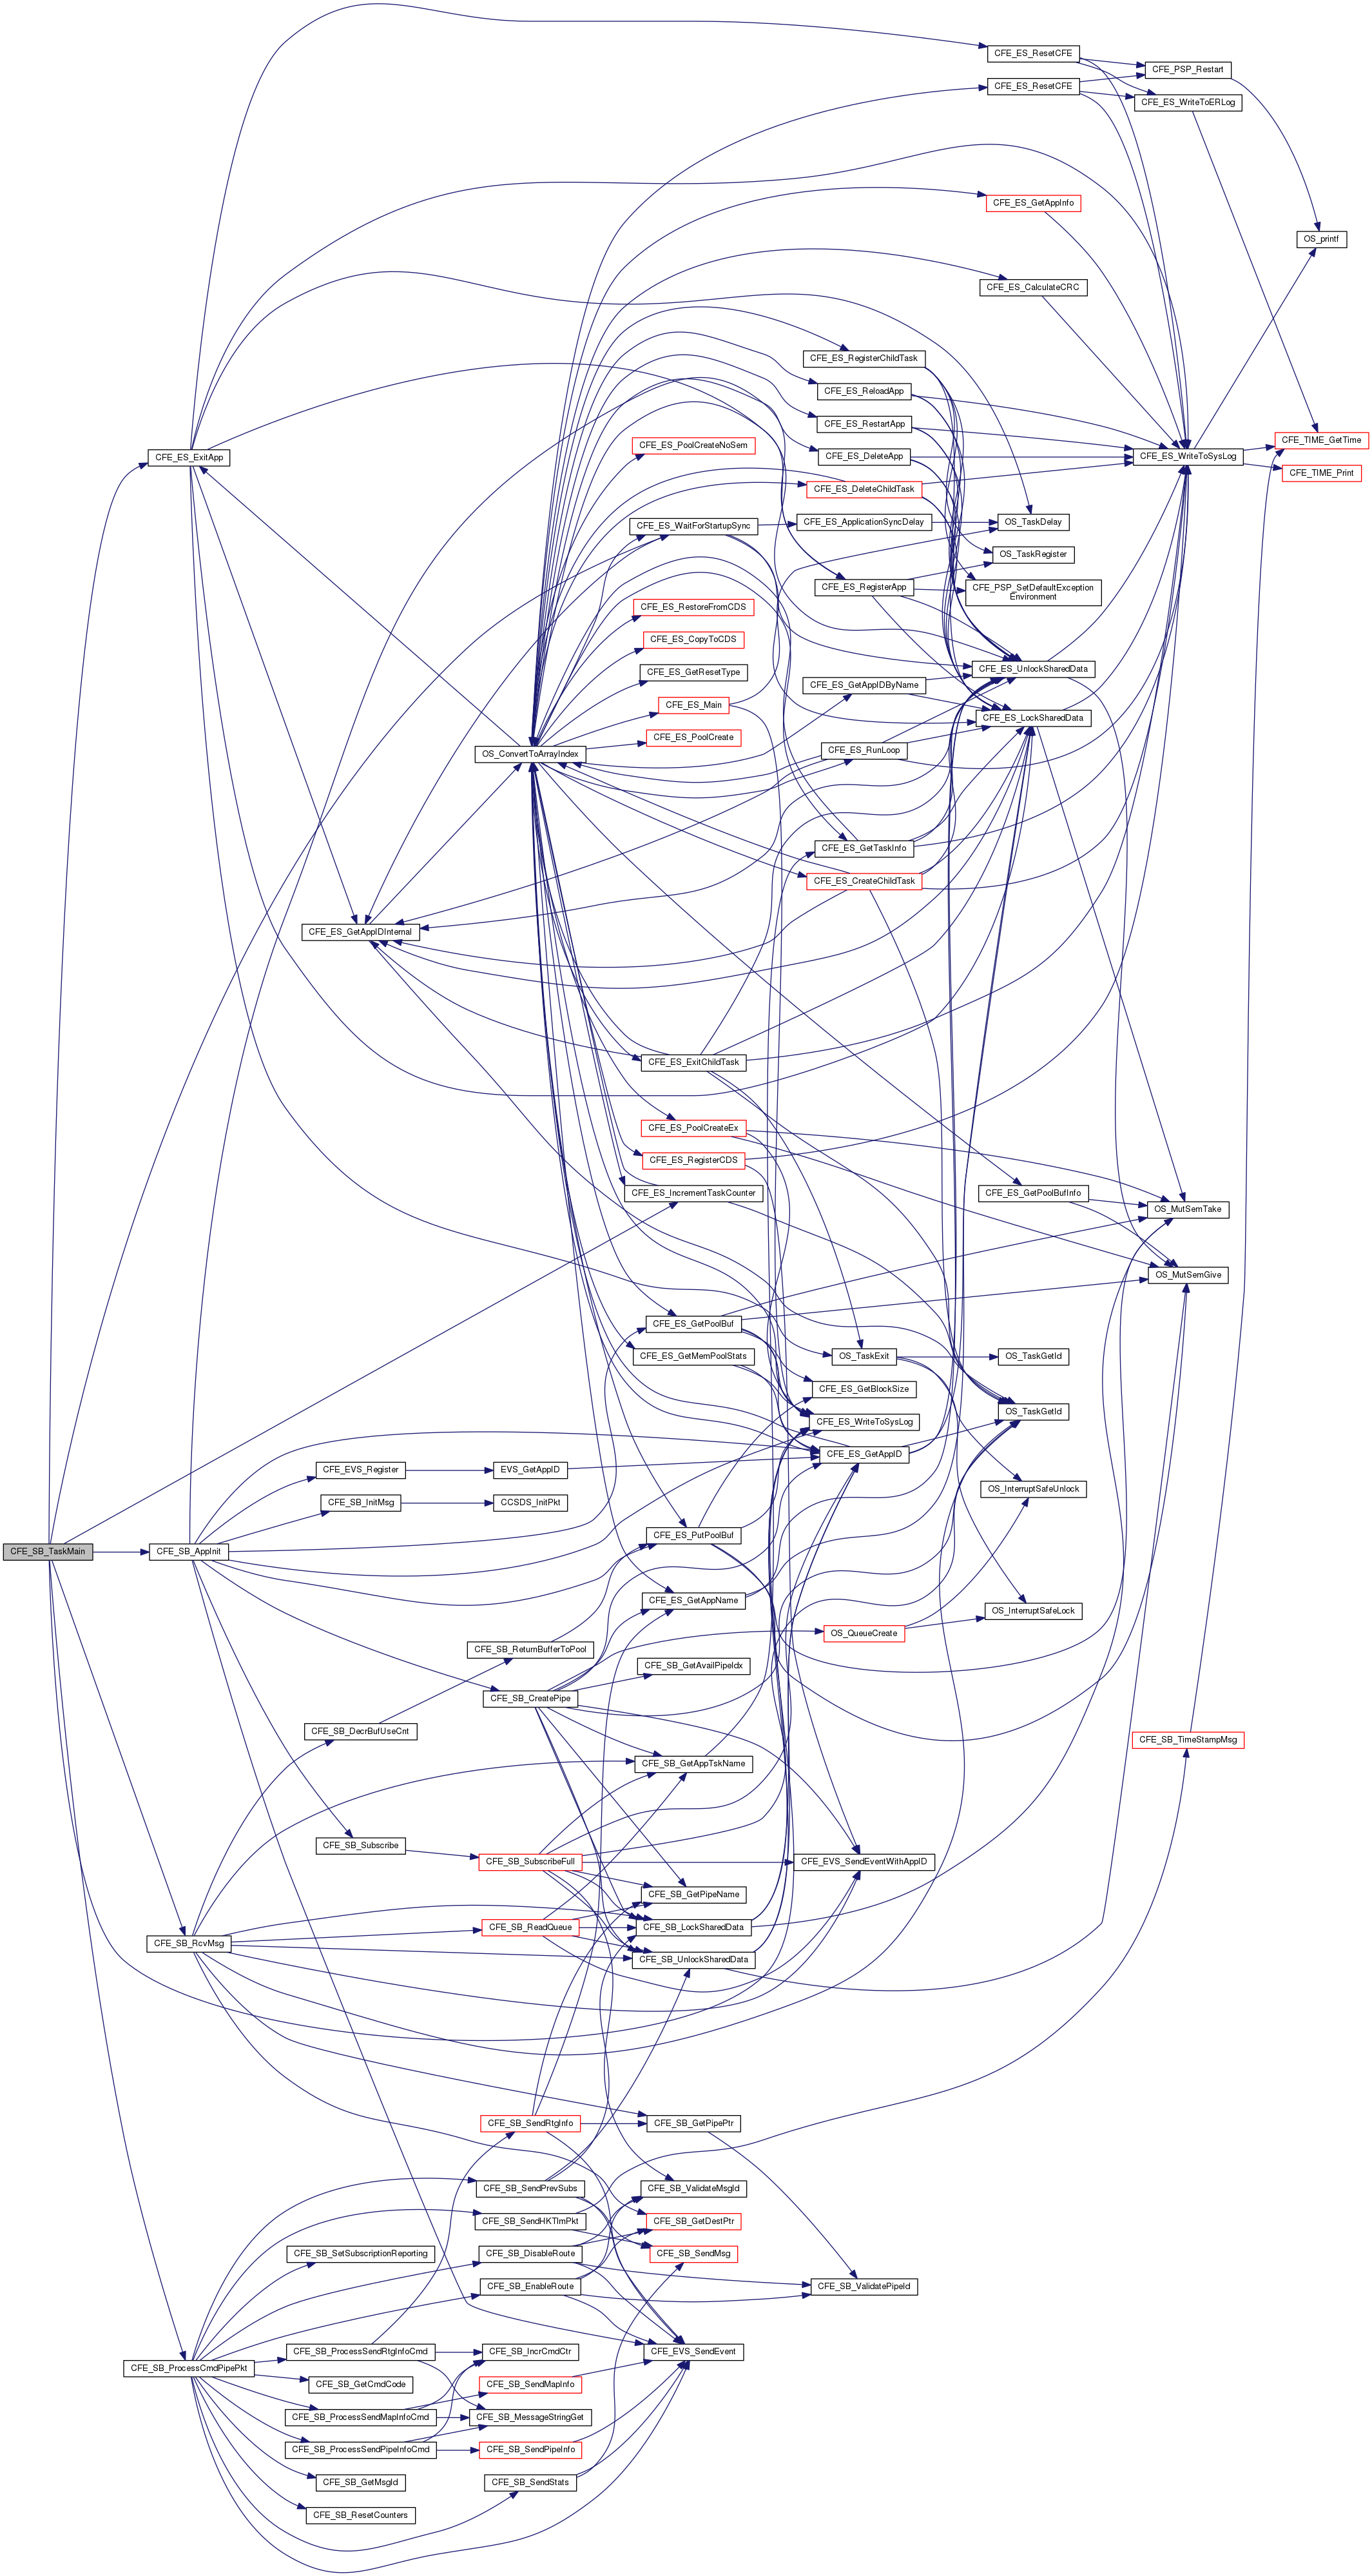 CFE_ES_ResetCFE
CFE_PSP_Restart
CFE_ES_ResetCFE
CFE_ES_WriteToERLog
CFE_ES_GetAppInfo
OS_printf
CFE_ES_CalculateCRC
CFE_ES_RegisterChildTask
CFE_ES_ReloadApp
CFE_ES_RestartApp
CFE_TIME_GetTime
CFE_ES_PoolCreateNoSem
CFE_ES_ExitApp
CFE_ES_DeleteApp
CFE_ES_WriteToSysLog
CFE_TIME_Print
CFE_ES_DeleteChildTask
CFE_ES_WaitForStartupSync
CFE_ES_ApplicationSyncDelay
OS_TaskDelay
OS_TaskRegister
CFE_ES_RegisterApp
CFE_PSP_SetDefaultException
Environment
CFE_ES_RestoreFromCDS
CFE_ES_CopyToCDS
CFE_ES_GetResetType
CFE_ES_UnlockSharedData
CFE_ES_GetAppIDByName
CFE_ES_Main
CFE_ES_LockSharedData
CFE_ES_PoolCreate
OS_ConvertToArrayIndex
CFE_ES_RunLoop
CFE_ES_GetTaskInfo
CFE_ES_CreateChildTask
CFE_ES_GetAppIDInternal
CFE_ES_ExitChildTask
CFE_ES_PoolCreateEx
CFE_ES_RegisterCDS
CFE_ES_IncrementTaskCounter
CFE_ES_GetPoolBufInfo
OS_MutSemTake
OS_MutSemGive
CFE_ES_GetPoolBuf
CFE_ES_GetMemPoolStats
OS_TaskExit
OS_TaskGetId
CFE_ES_GetBlockSize
OS_TaskGetId
CFE_ES_WriteToSysLog
CFE_ES_GetAppID
CFE_EVS_Register
EVS_GetAppID
OS_InterruptSafeUnlock
CFE_SB_InitMsg
CCSDS_InitPkt
CFE_ES_PutPoolBuf
CFE_SB_TaskMain
CFE_SB_AppInit
CFE_ES_GetAppName
OS_InterruptSafeLock
OS_QueueCreate
CFE_SB_ReturnBufferToPool
CFE_SB_GetAvailPipeIdx
CFE_SB_CreatePipe
CFE_SB_DecrBufUseCnt
CFE_SB_TimeStampMsg
CFE_SB_GetAppTskName
CFE_SB_Subscribe
CFE_SB_SubscribeFull
CFE_EVS_SendEventWithAppID
CFE_SB_GetPipeName
CFE_SB_ReadQueue
CFE_SB_LockSharedData
CFE_SB_RcvMsg
CFE_SB_UnlockSharedData
CFE_SB_SendRtgInfo
CFE_SB_GetPipePtr
CFE_SB_SendPrevSubs
CFE_SB_ValidateMsgId
CFE_SB_SendHKTlmPkt
CFE_SB_GetDestPtr
CFE_SB_SetSubscriptionReporting
CFE_SB_DisableRoute
CFE_SB_SendMsg
CFE_SB_EnableRoute
CFE_SB_ValidatePipeId
CFE_SB_ProcessSendRtgInfoCmd
CFE_SB_IncrCmdCtr
CFE_EVS_SendEvent
CFE_SB_ProcessCmdPipePkt
CFE_SB_GetCmdCode
CFE_SB_SendMapInfo
CFE_SB_ProcessSendMapInfoCmd
CFE_SB_MessageStringGet
CFE_SB_ProcessSendPipeInfoCmd
CFE_SB_SendPipeInfo
CFE_SB_GetMsgId
CFE_SB_SendStats
CFE_SB_ResetCounters